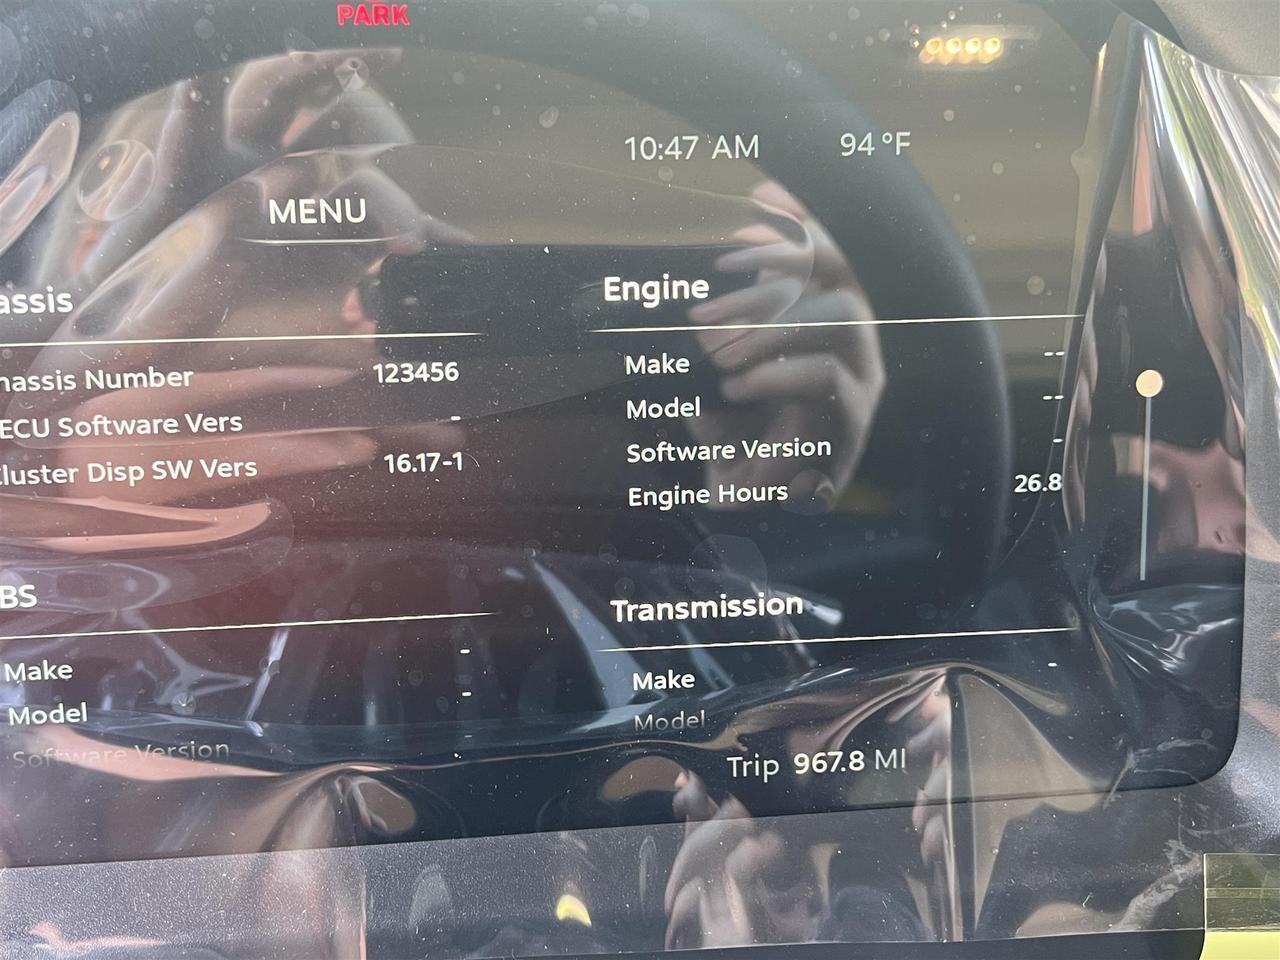 PARK
10:47 AM 94 °F
MENU
assis
hassis Number 123456
ECU Software Vers -
Cluster Disp SW Vers 16.17-1
Engine
Make --
Model --
Software Version -
Engine Hours 26.8
BS
Make -
Model -
Software Version
Transmission
Make -
Model
Trip 967.8 MI